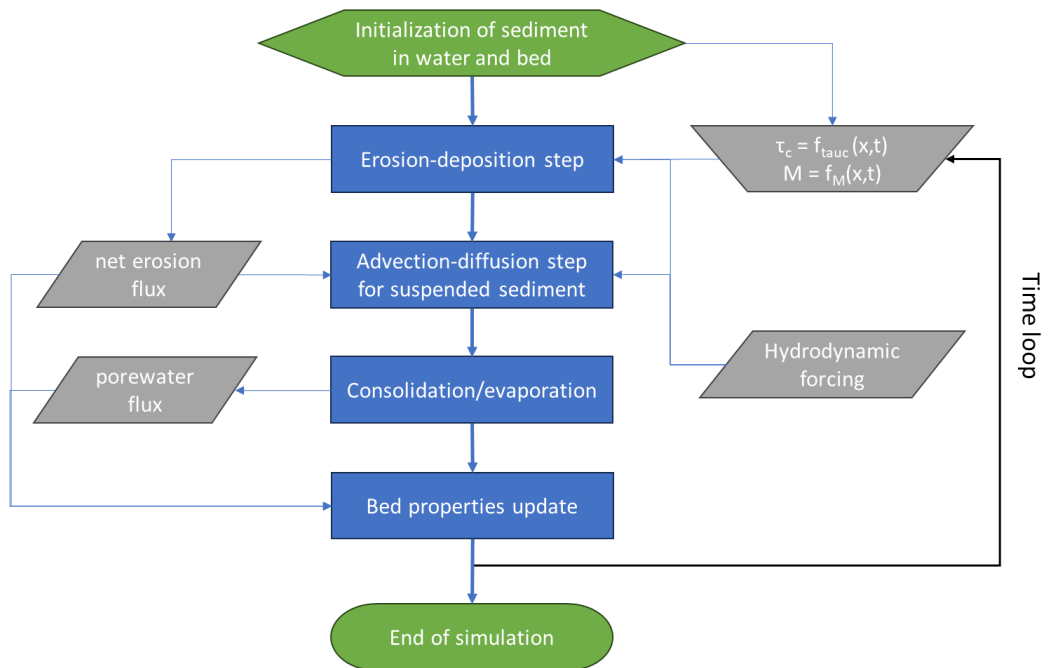 Initialization of sediment
in water and bed
Erosion-deposition step
τc = ftauc(x,t)
M = fM(x,t)
net erosion
flux
Advection-diffusion step
for suspended sediment
Time loop
Hydrodynamic
forcing
porewater
flux
Consolidation/evaporation
Bed properties update
End of simulation